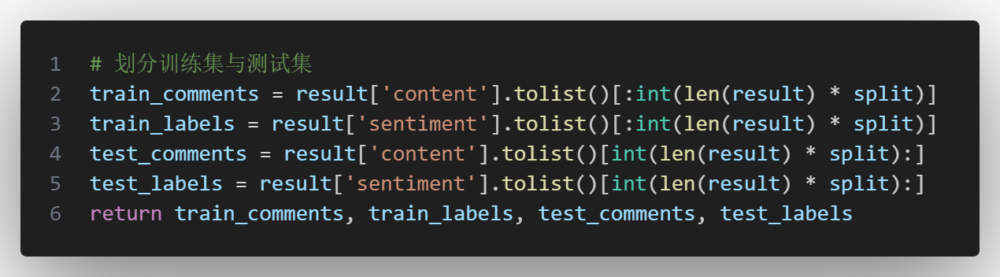 1 # 划分训练集与测试集
2 train_comments = result['content'].tolist()[:int(len(result) * split)]
3 train_labels = result['sentiment'].tolist()[:int(len(result) * split)]
4 test_comments = result['content'].tolist()[int(len(result) * split):]
5 test_labels = result['sentiment'].tolist()[int(len(result) * split):]
6 return train_comments, train_labels, test_comments, test_labels